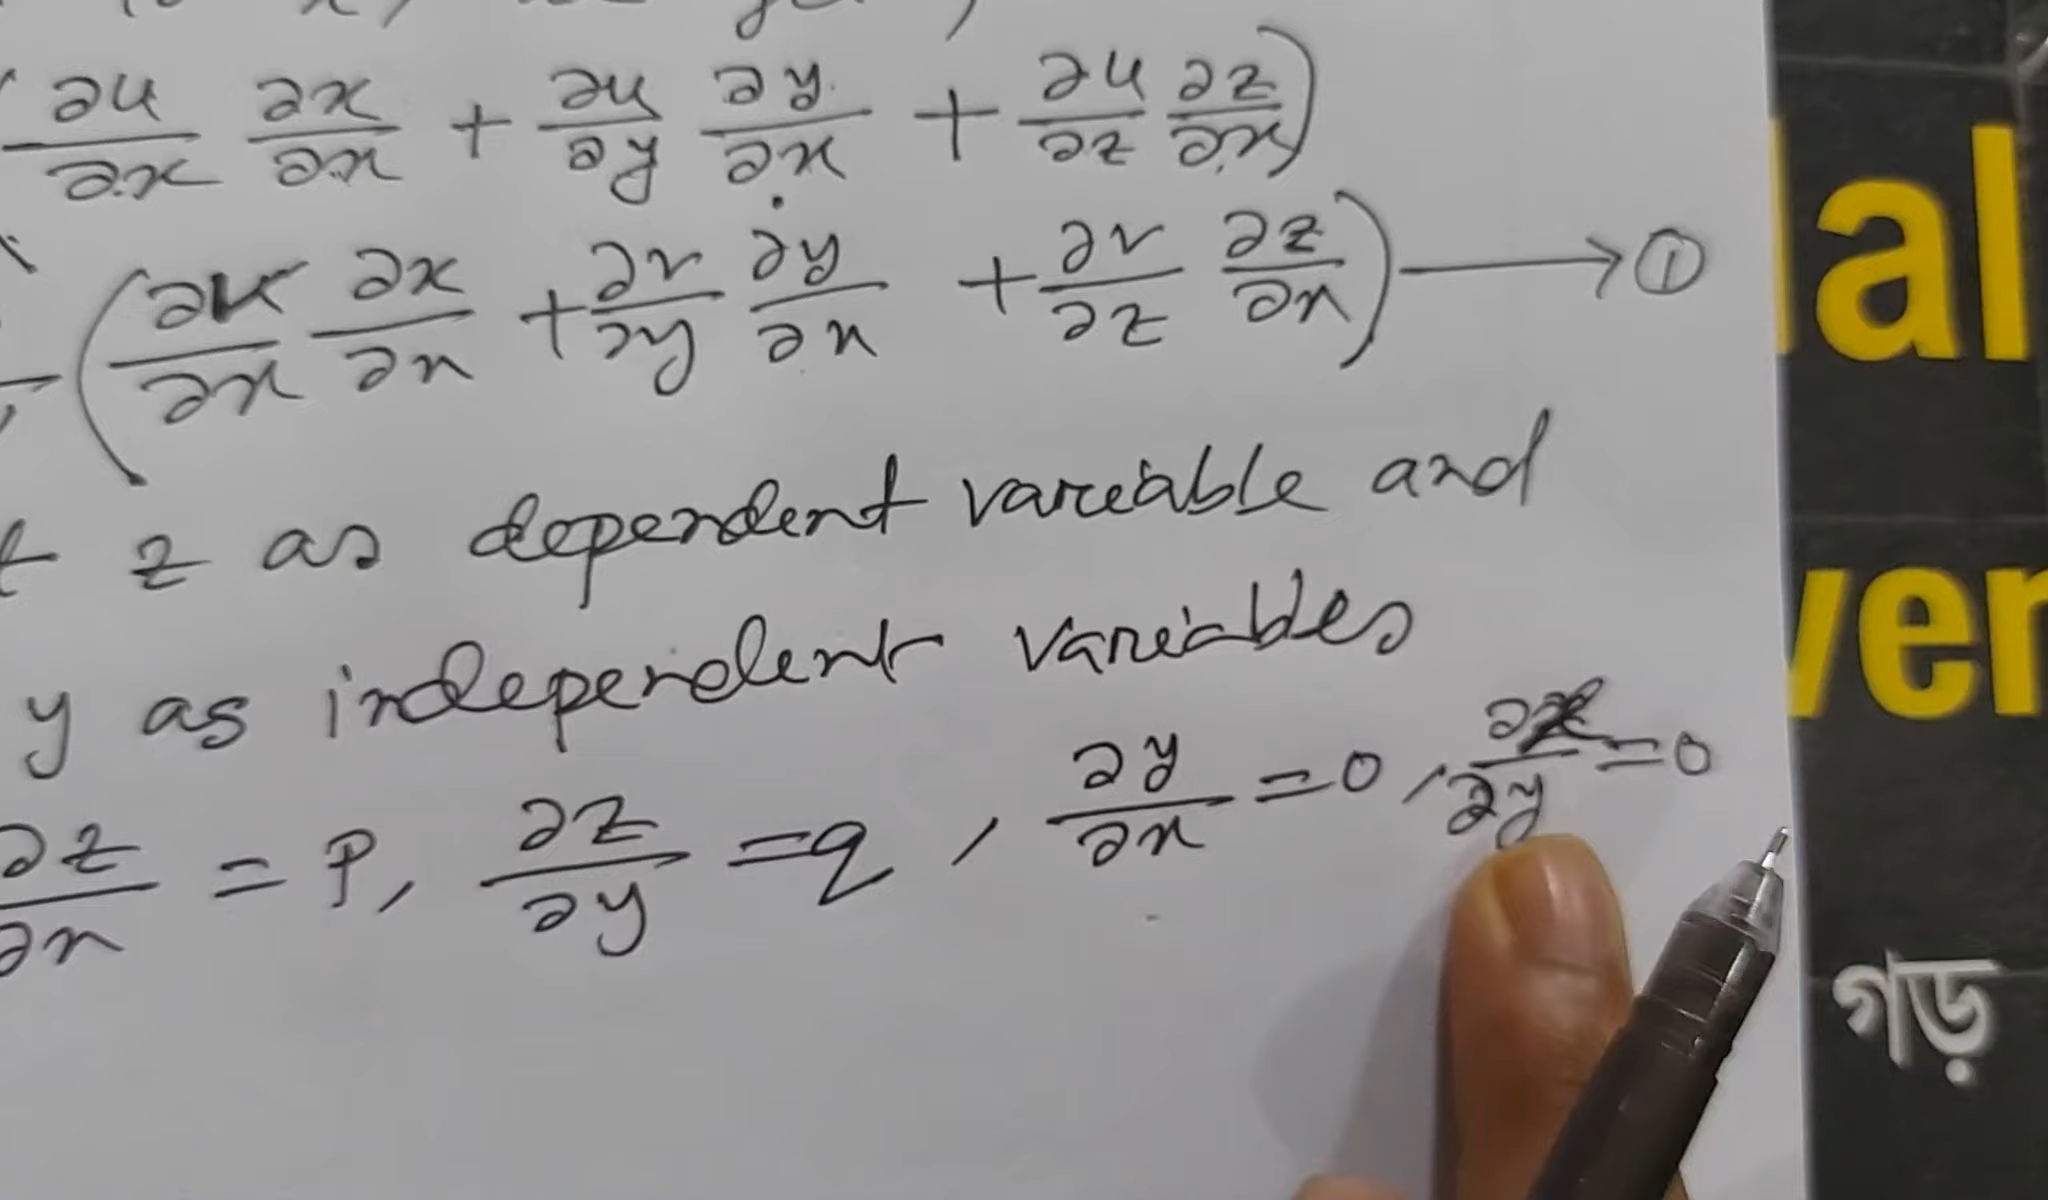 ∂u/∂x ∂x/∂x + ∂u/∂y ∂y/∂x + ∂u/∂z ∂z/∂x)
(∂v/∂x ∂x/∂x + ∂v/∂y ∂y/∂x + ∂v/∂z ∂z/∂x) ⟶ ①
z as dependent variable and
y as independent variables
∂z/∂x = P, ∂z/∂y = q, ∂y/∂x = 0, ∂x/∂y = 0
al
ver
গড়